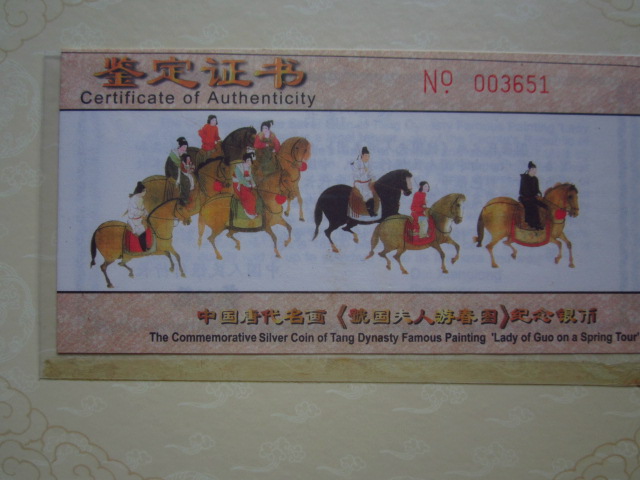 鉴定证书
Certificate of Authenticity
Nº 003651
中国唐代名画《虢国夫人游春图》纪念银币
The Commemorative Silver Coin of Tang Dynasty Famous Painting 'Lady of Guo on a Spring Tour'